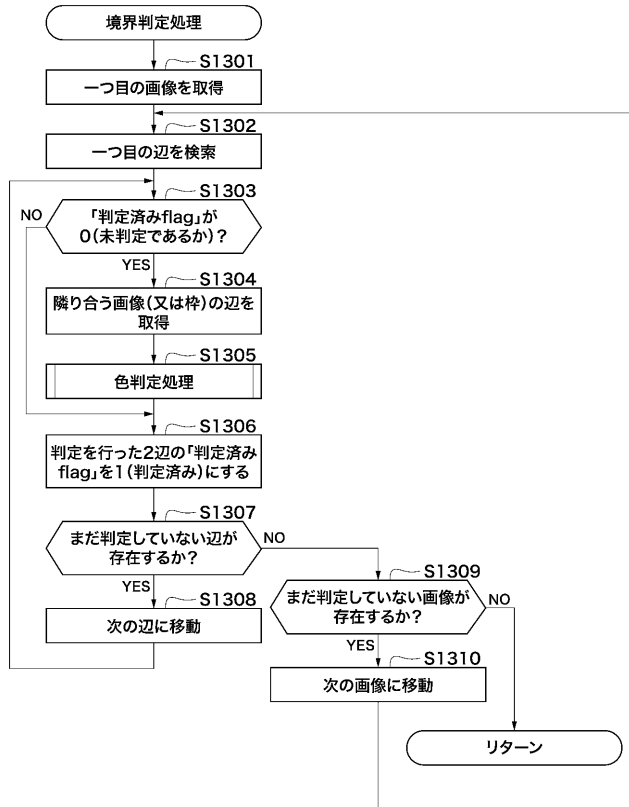 境界判定処理
S1301
一つ目の画像を取得
S1302
一つ目の辺を検索
S1303
「判定済みflag」が
0(未判定であるか)?
NO
YES
S1304
隣り合う画像(又は枠)の辺を
取得
S1305
色判定処理
S1306
判定を行った2辺の「判定済み
flag」を1(判定済み)にする
S1307
まだ判定していない辺が
存在するか?
NO
YES
S1308
次の辺に移動
S1309
まだ判定していない画像が
存在するか?
NO
YES
S1310
次の画像に移動
リターン